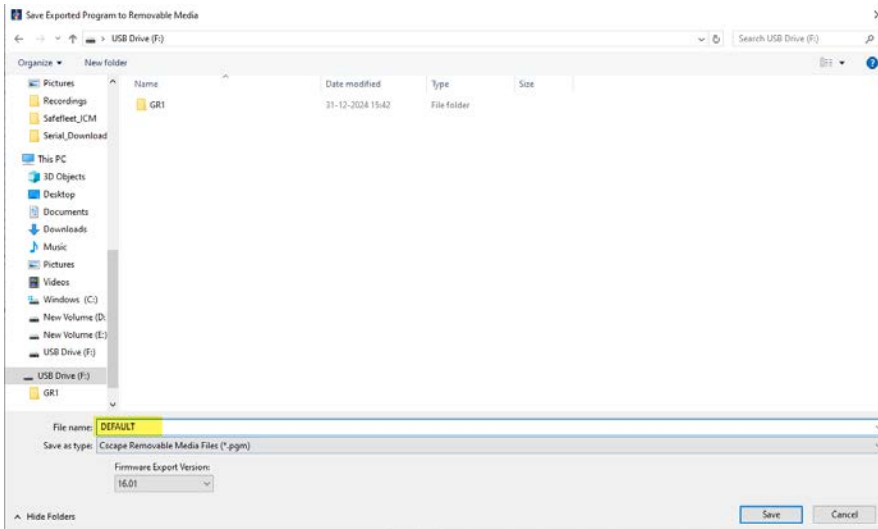 Save Exported Program to Removable Media
USB Drive (F:)
Search USB Drive (F:)
Organize
New folder
Pictures
Recordings
Safefleet_ICM
Serial_Download
This PC
3D Objects
Desktop
Documents
Downloads
Music
Pictures
Videos
Windows (C:)
New Volume (D:
New Volume (E:)
USB Drive (F:)
USB Drive (F:)
GR1
Name Date modified Type Size
GR1 31-12-2024 15:42 File folder
File name: DEFAULT
Save as type: Cscape Removable Media Files (*.pgm)
Firmware Export Version:
16.01
Hide Folders
Save Cancel